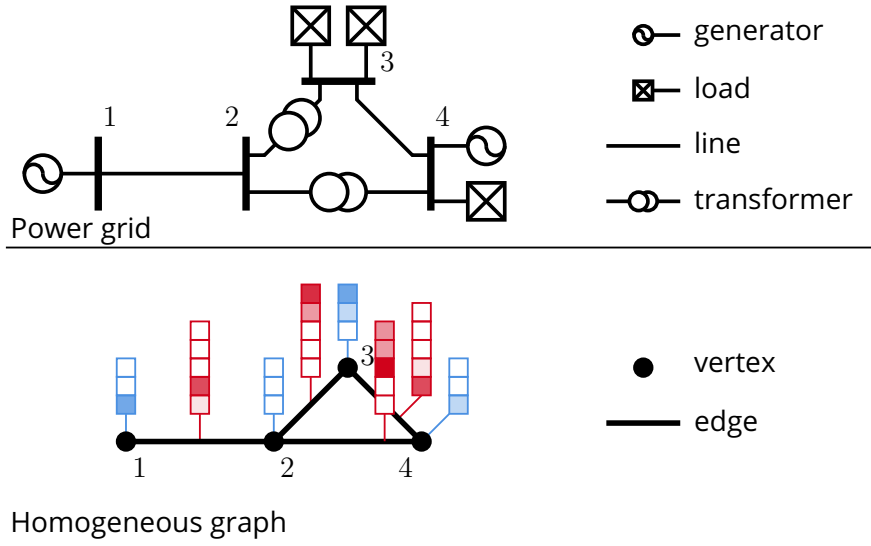 3
generator
1
2
4
load
line
transformer
Power grid
3
vertex
edge
1
2
4
Homogeneous graph